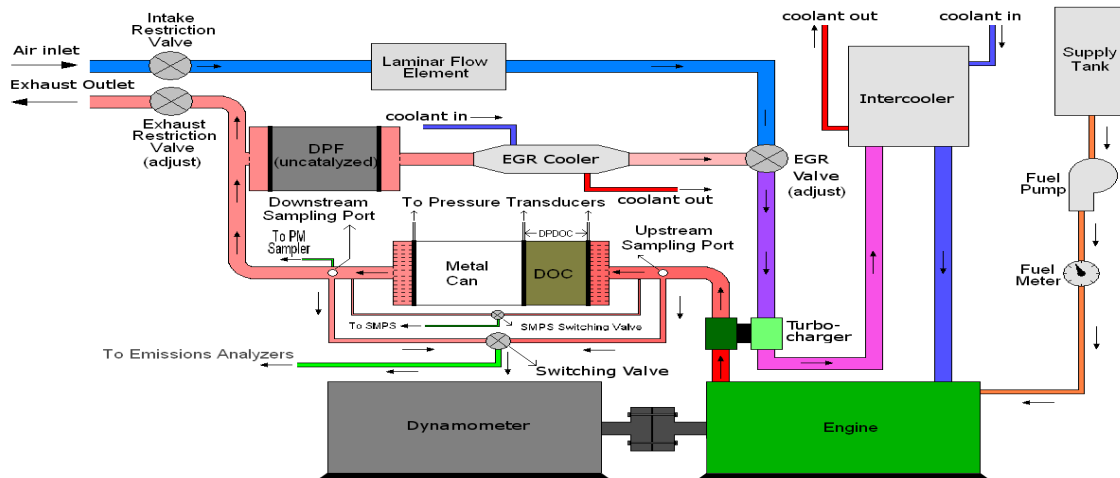 Intake
Restriction
Valve
Air inlet
Exhaust Outlet
Exhaust
Restriction
Valve
(adjust)
Laminar Flow
Element
coolant out
coolant in
Intercooler
Supply
Tank
DPF
(uncatalyzed)
coolant in
EGR Cooler
coolant out
EGR
Valve
(adjust)
Fuel
Pump
Fuel
Meter
Downstream
Sampling Port
To Pressure Transducers
DPDOC
Upstream
Sampling Port
To PM
Sampler
Metal
Can
DOC
To SMPS
SMPS Switching Valve
Turbo-
charger
To Emissions Analyzers
Switching Valve
Dynamometer
Engine